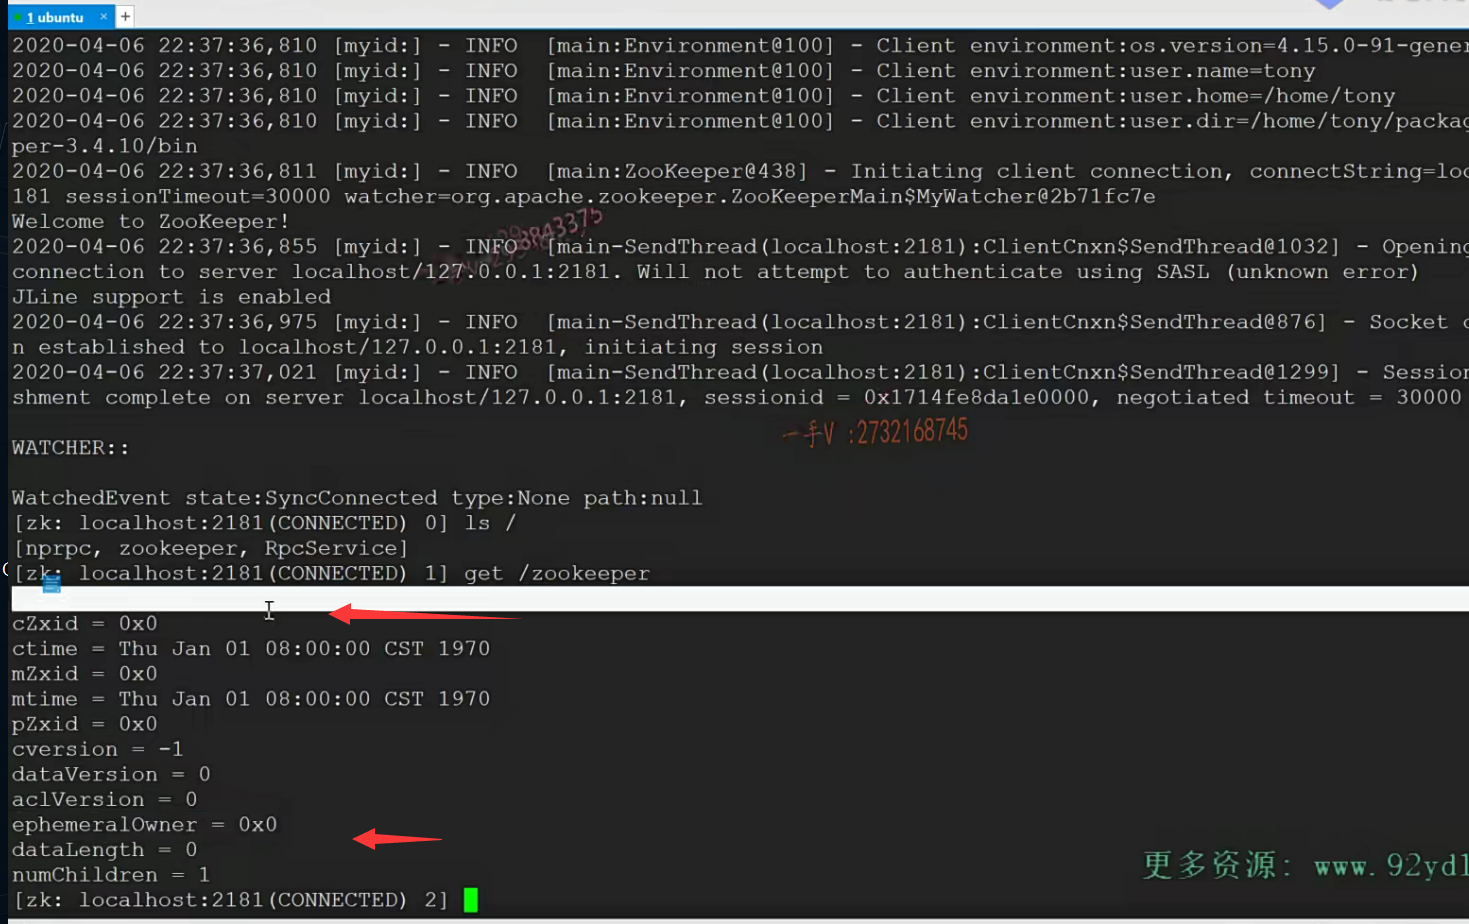 1 ubuntu × +
2020-04-06 22:37:36,810 [myid:] - INFO  [main:Environment@100] - Client environment:os.version=4.15.0-91-gener
2020-04-06 22:37:36,810 [myid:] - INFO  [main:Environment@100] - Client environment:user.name=tony
2020-04-06 22:37:36,810 [myid:] - INFO  [main:Environment@100] - Client environment:user.home=/home/tony
2020-04-06 22:37:36,810 [myid:] - INFO  [main:Environment@100] - Client environment:user.dir=/home/tony/packag
per-3.4.10/bin
2020-04-06 22:37:36,811 [myid:] - INFO  [main:ZooKeeper@438] - Initiating client connection, connectString=loc
181 sessionTimeout=30000 watcher=org.apache.zookeeper.ZooKeeperMain$MyWatcher@2b71fc7e
Welcome to ZooKeeper!
2020-04-06 22:37:36,855 [myid:] - INFO  [main-SendThread(localhost:2181):ClientCnxn$SendThread@1032] - Opening
connection to server localhost/127.0.0.1:2181. Will not attempt to authenticate using SASL (unknown error)
JLine support is enabled
2020-04-06 22:37:36,975 [myid:] - INFO  [main-SendThread(localhost:2181):ClientCnxn$SendThread@876] - Socket c
n established to localhost/127.0.0.1:2181, initiating session
2020-04-06 22:37:37,021 [myid:] - INFO  [main-SendThread(localhost:2181):ClientCnxn$SendThread@1299] - Session
shment complete on server localhost/127.0.0.1:2181, sessionid = 0x1714fe8da1e0000, negotiated timeout = 30000
一手V :2732168745
WATCHER::
WatchedEvent state:SyncConnected type:None path:null
[zk: localhost:2181(CONNECTED) 0] ls /
[nprpc, zookeeper, RpcService]
[zk: localhost:2181(CONNECTED) 1] get /zookeeper
cZxid = 0x0
ctime = Thu Jan 01 08:00:00 CST 1970
mZxid = 0x0
mtime = Thu Jan 01 08:00:00 CST 1970
pZxid = 0x0
cversion = -1
dataVersion = 0
aclVersion = 0
ephemeralOwner = 0x0
dataLength = 0
numChildren = 1
更多资源: www.92yd1
[zk: localhost:2181(CONNECTED) 2]